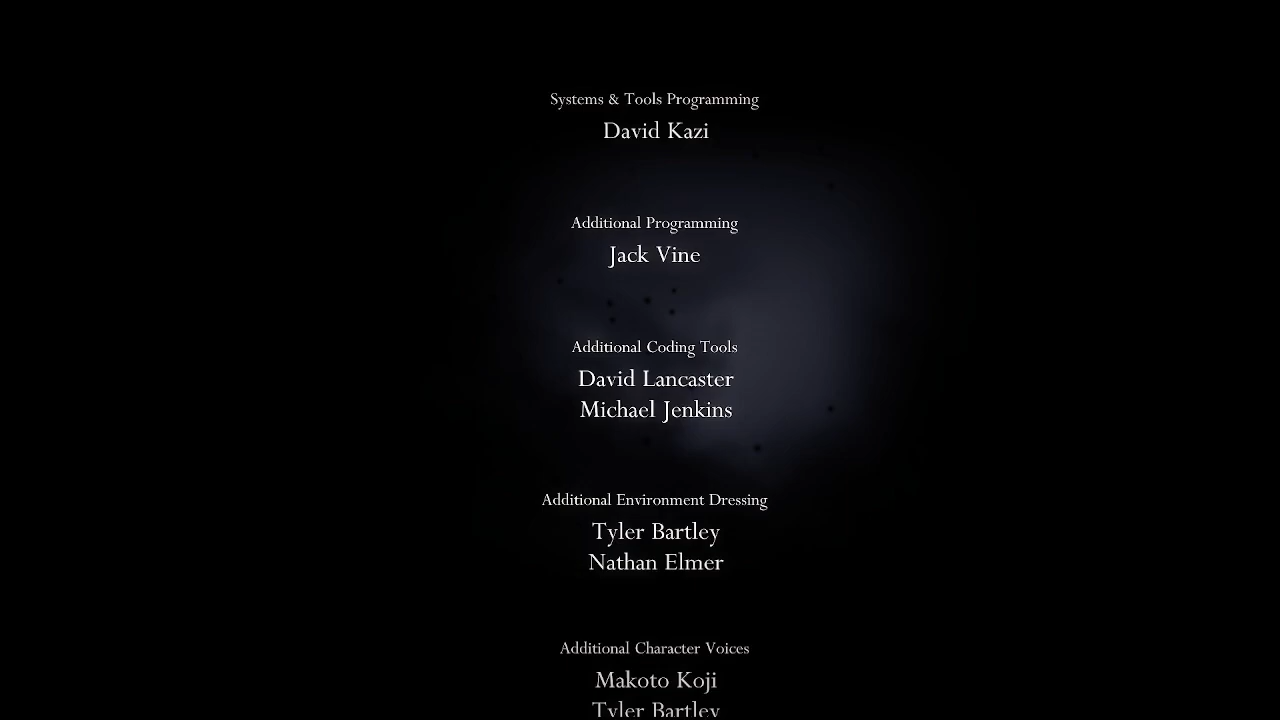 Systems & Tools Programming
David Kazi
Additional Programming
Jack Vine
Additional Coding Tools
David Lancaster
Michael Jenkins
Additional Environment Dressing
Tyler Bartley
Nathan Elmer
Additional Character Voices
Makoto Koji
Tyler Bartley